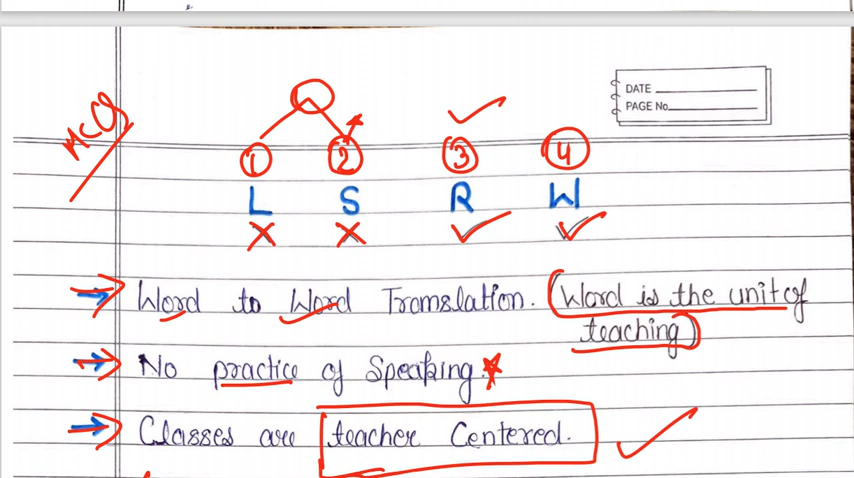 DATE
PAGE No.
MCQ
1 2 3 4
L S R W
Word to Word Tromslation. (Word is the unit of
teaching)
No practice of Speaking.
Classes are teacher Centered.